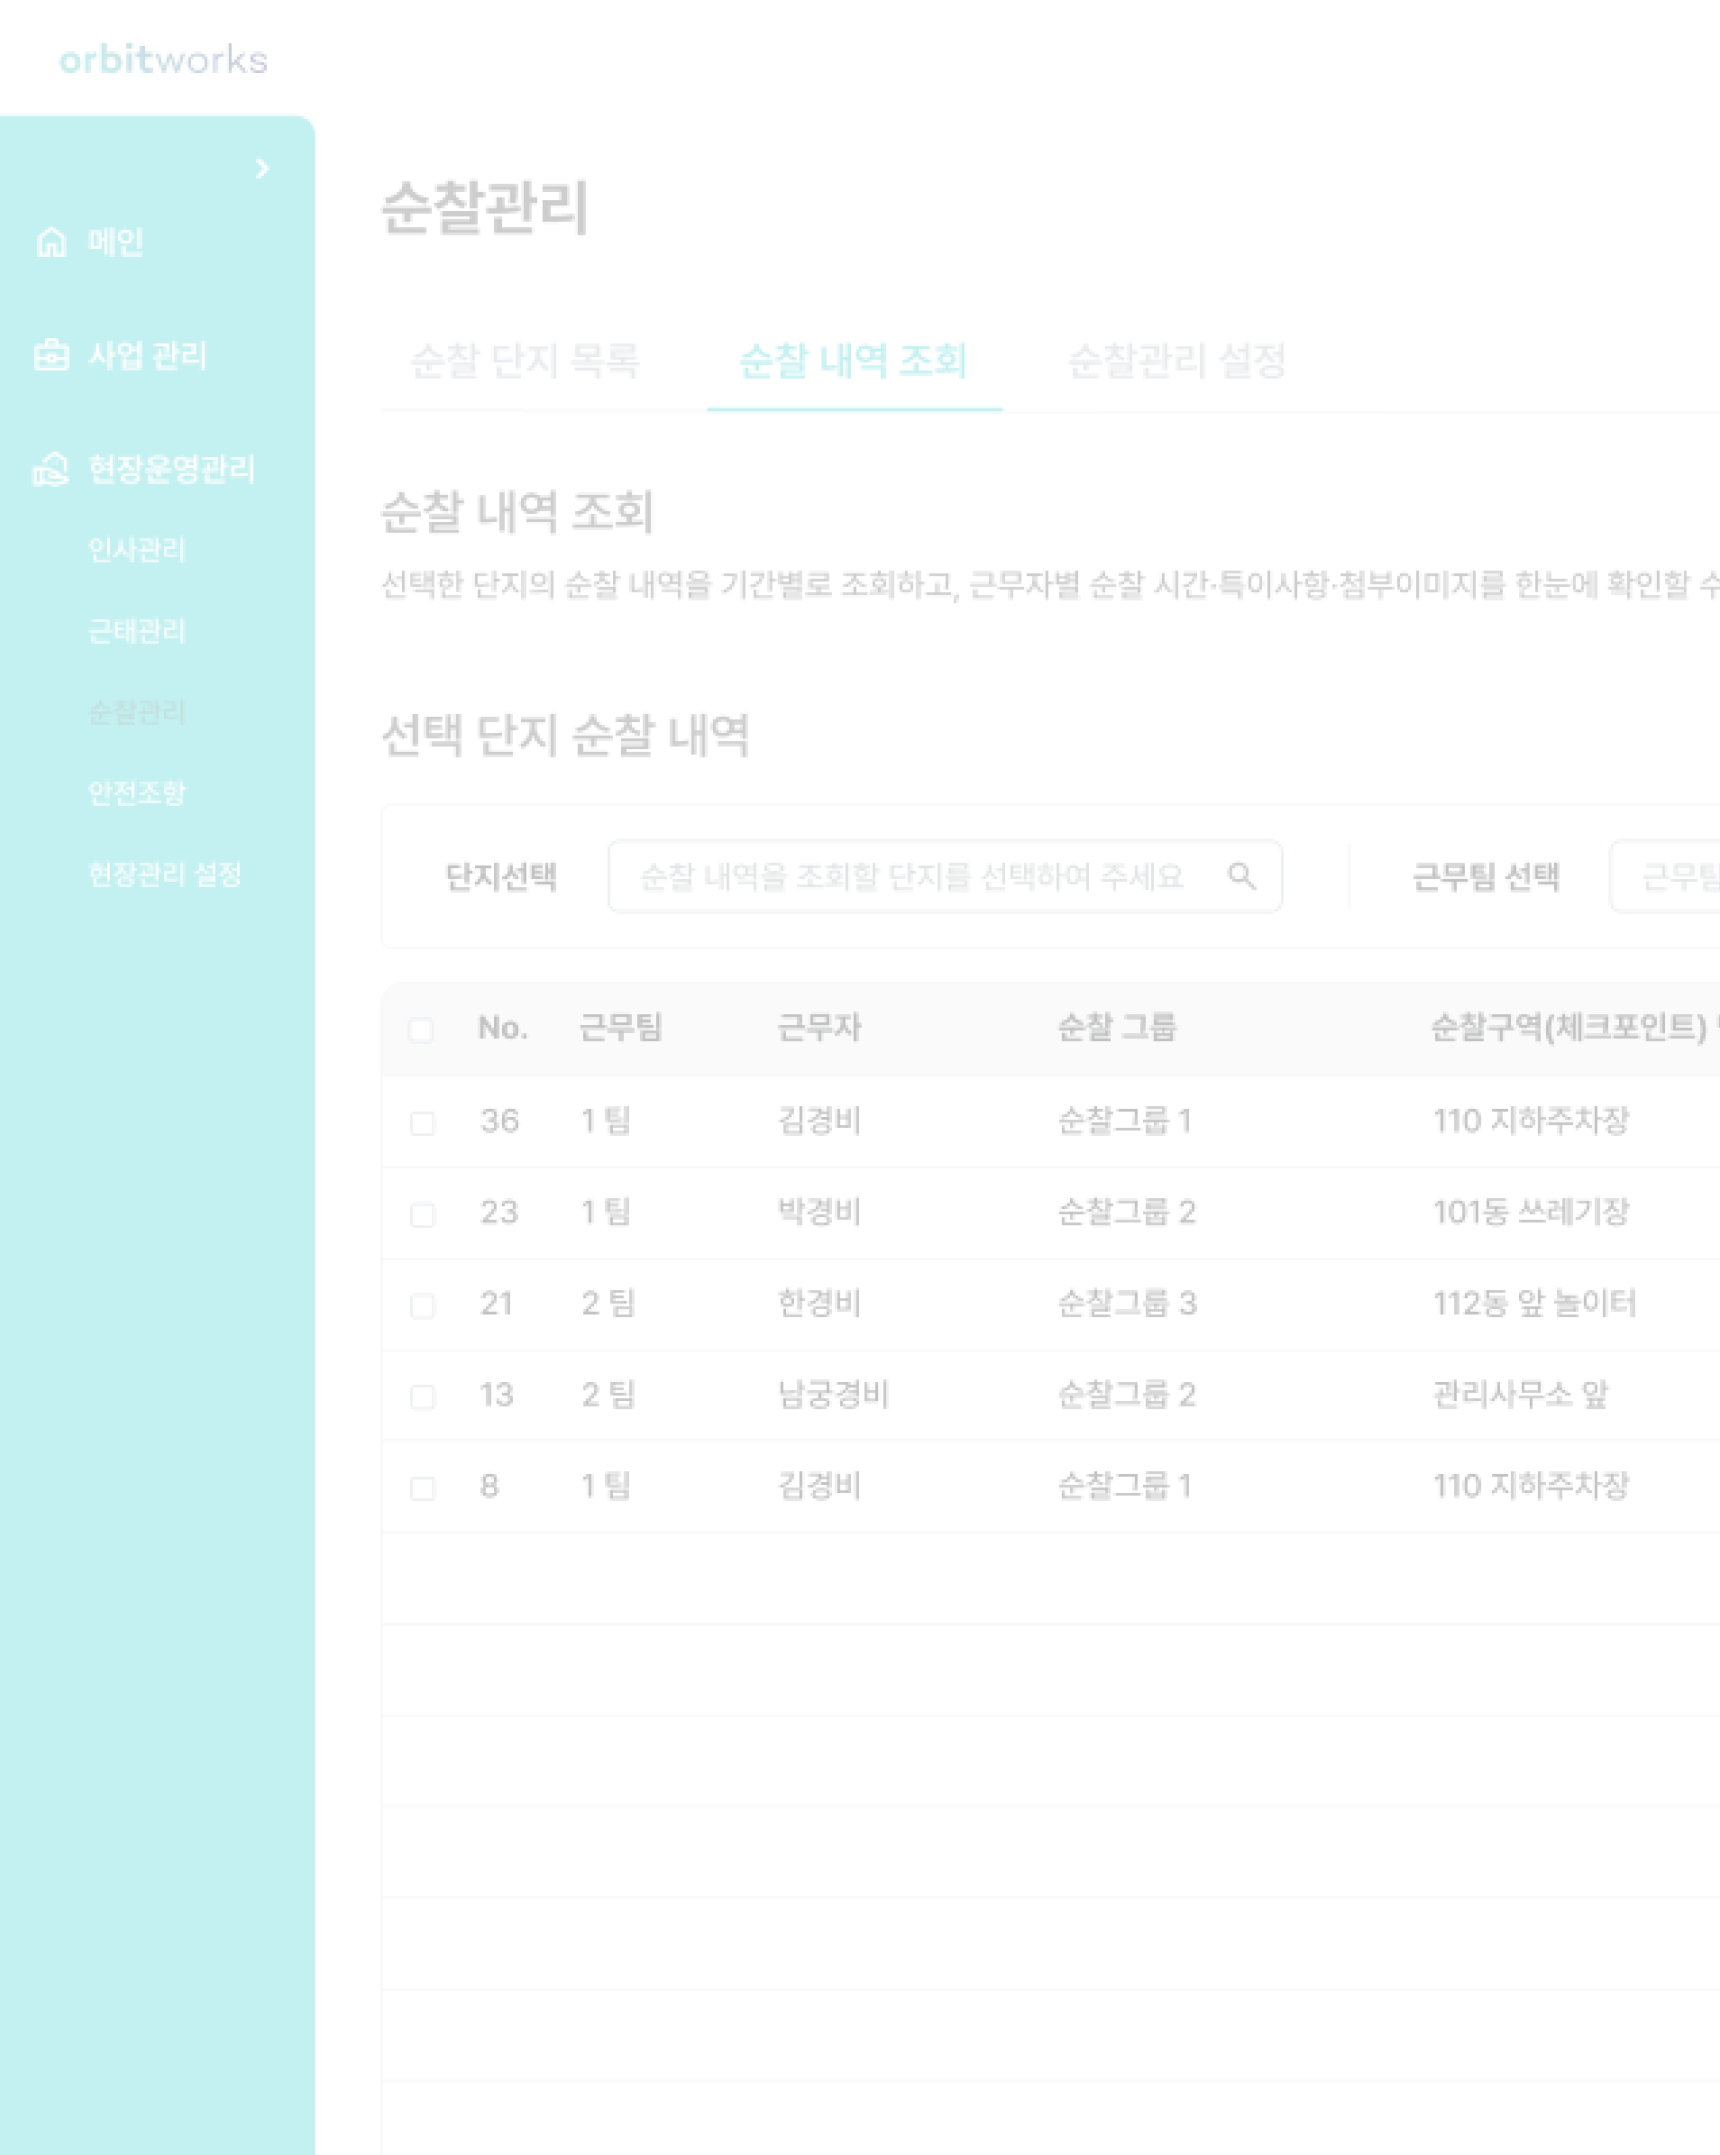 orbitworks
메인
사업 관리
현장운영관리
인사관리
근태관리
순찰관리
안전조항
현장관리 설정
순찰관리
순찰 단지 목록 순찰 내역 조회 순찰관리 설정
순찰 내역 조회
선택한 단지의 순찰 내역을 기간별로 조회하고, 근무자별 순찰 시간·특이사항·첨부이미지를 한눈에 확인할 수
선택 단지 순찰 내역
단지선택 순찰 내역을 조회할 단지를 선택하여 주세요 근무팀 선택 근무팀
No. 근무팀 근무자 순찰 그룹 순찰구역(체크포인트)
36 1 팀 김경비 순찰그룹 1 110 지하주차장
23 1 팀 박경비 순찰그룹 2 101동 쓰레기장
21 2 팀 한경비 순찰그룹 3 112동 앞 놀이터
13 2 팀 남궁경비 순찰그룹 2 관리사무소 앞
8 1 팀 김경비 순찰그룹 1 110 지하주차장